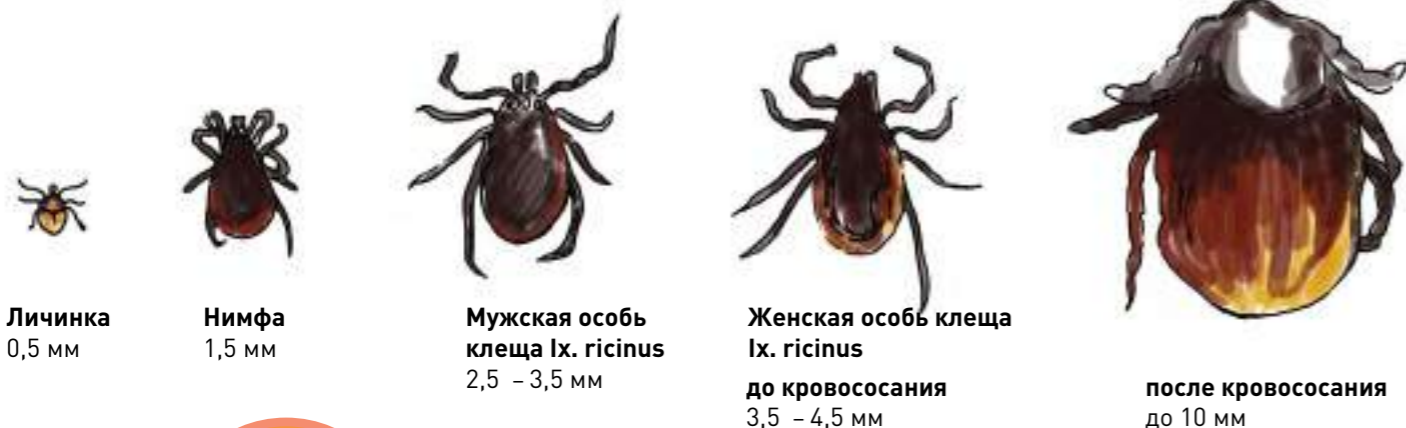 Личинка
0,5 мм
Нимфа
1,5 мм
Мужская особь
клеща Ix. ricinus
2,5 – 3,5 мм
Женская особь клеща
Ix. ricinus
до кровососания
3,5 – 4,5 мм
после кровососания
до 10 мм